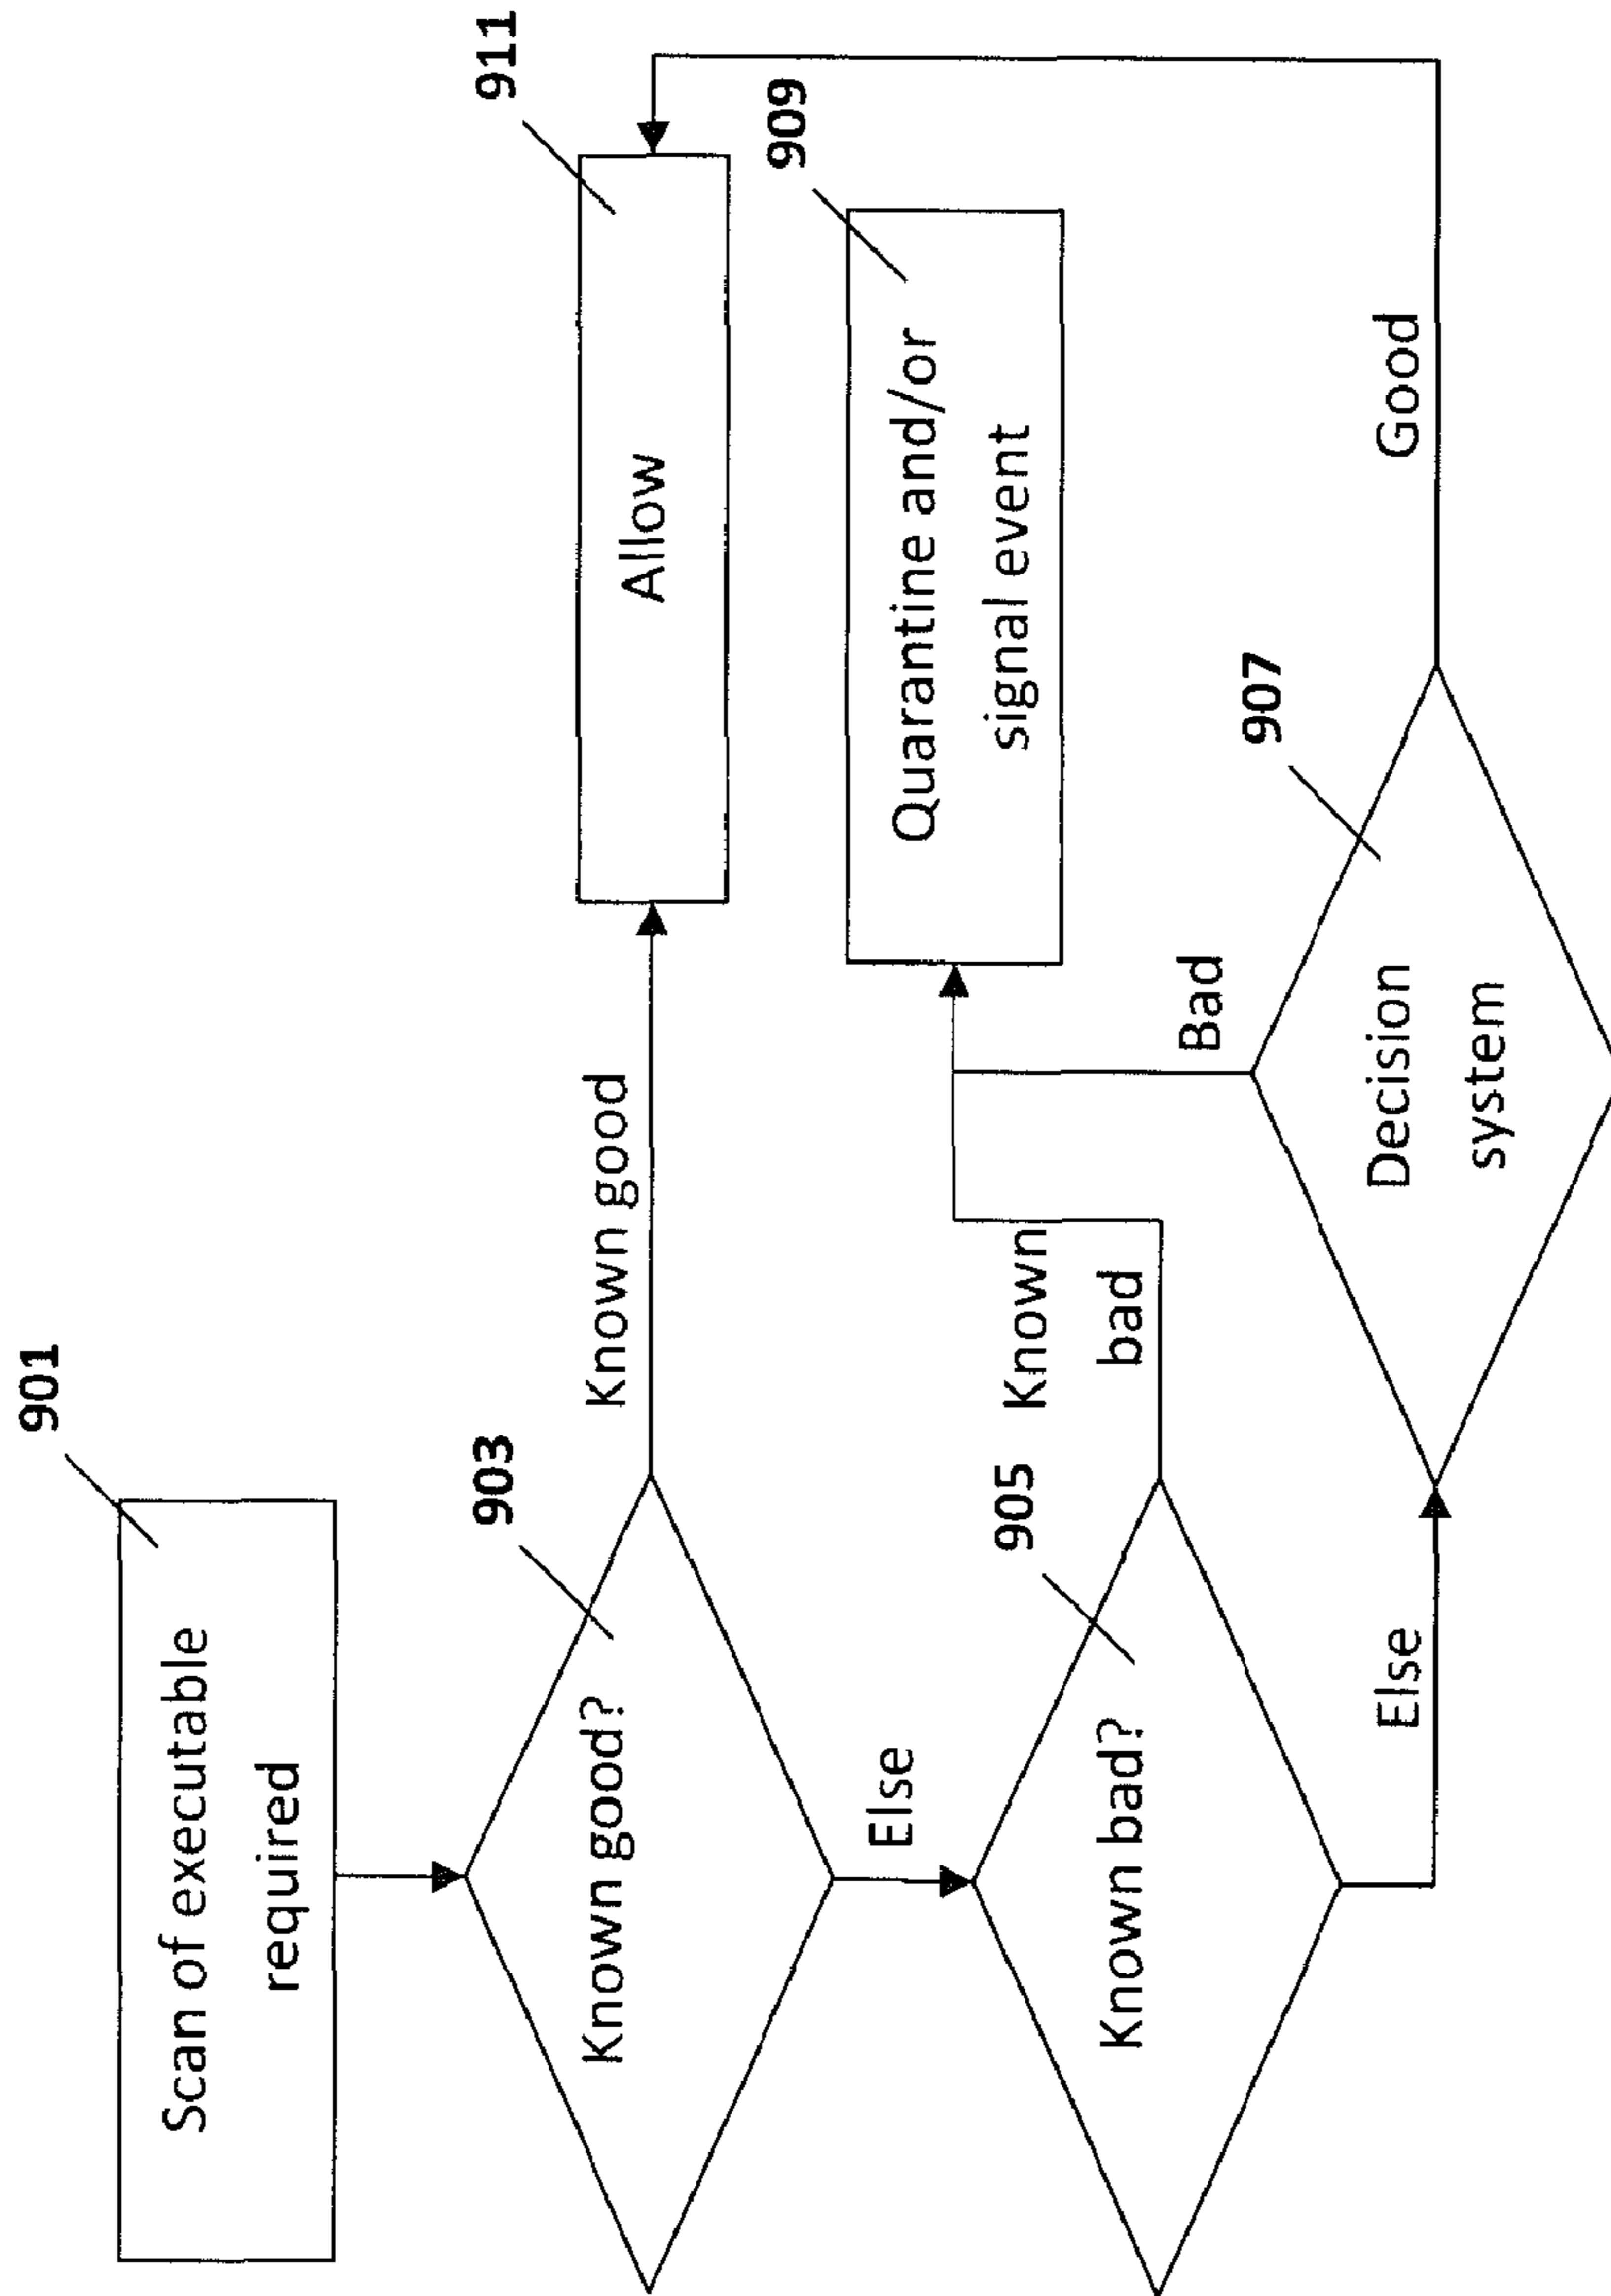 901
Scan of executable
required
903
Known good?
Known good
911
Allow
Else
905
Known bad?
Known
bad
909
Quarantine and/or
signal event
Else
907
Decision
system
Bad
Good